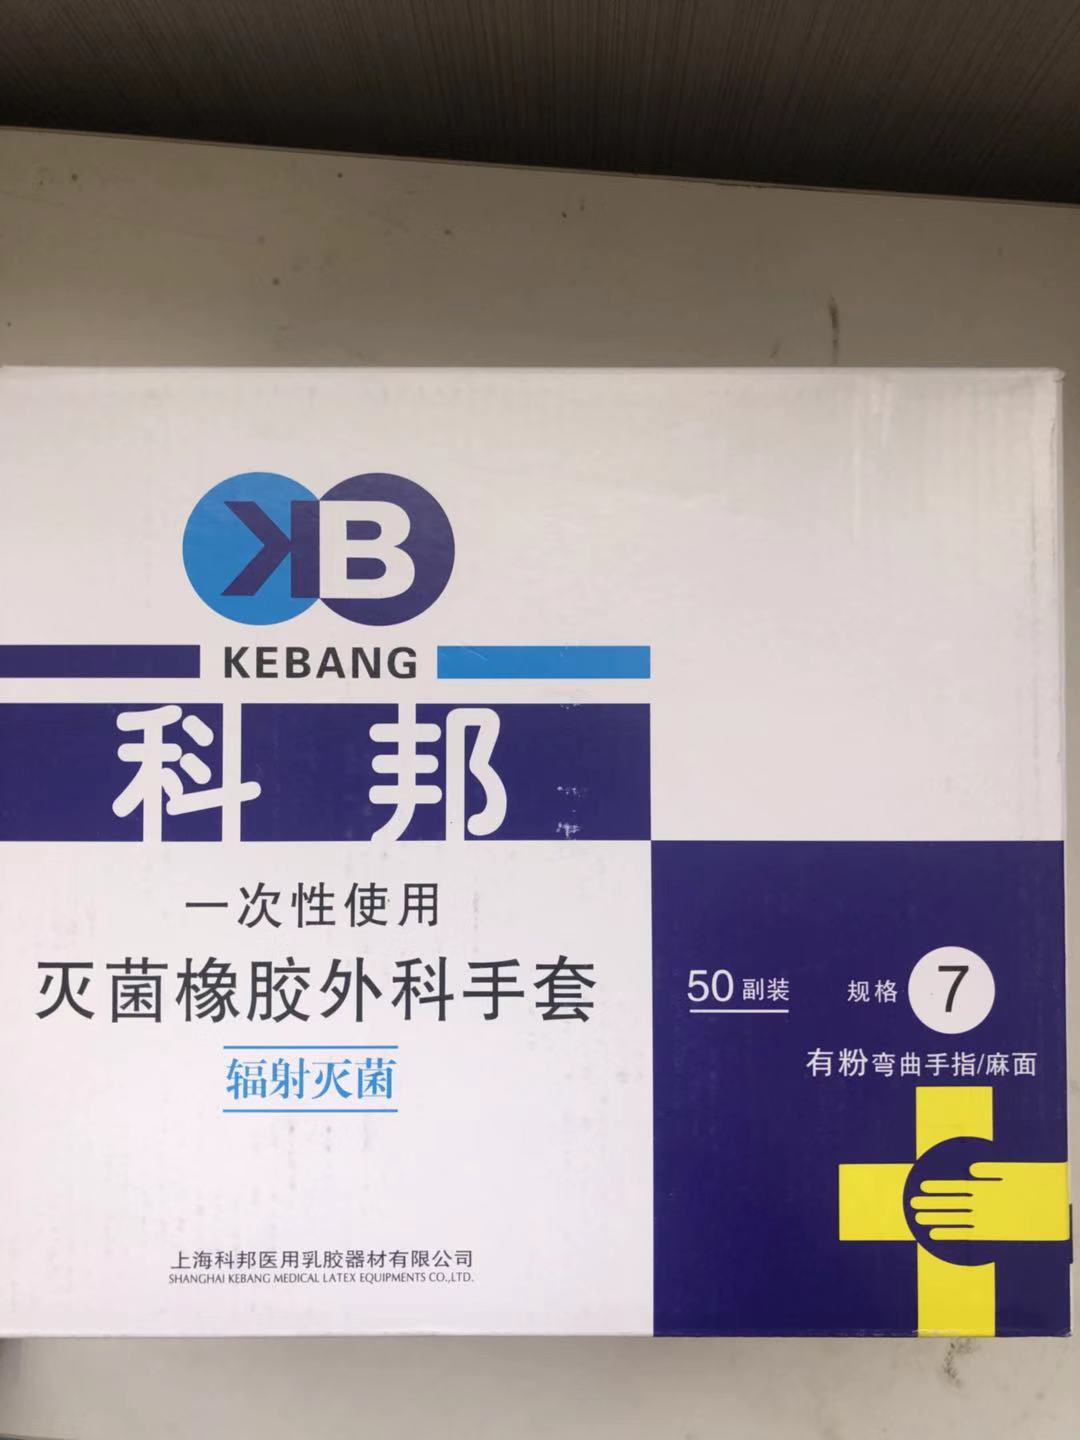 KB
KEBANG
科邦
一次性使用
灭菌橡胶外科手套
辐射灭菌
50副装 规格 7
有粉弯曲手指/麻面
上海科邦医用乳胶器材有限公司
SHANGHAI KEBANG MEDICAL LATEX EQUIPMENTS CO.,LTD.